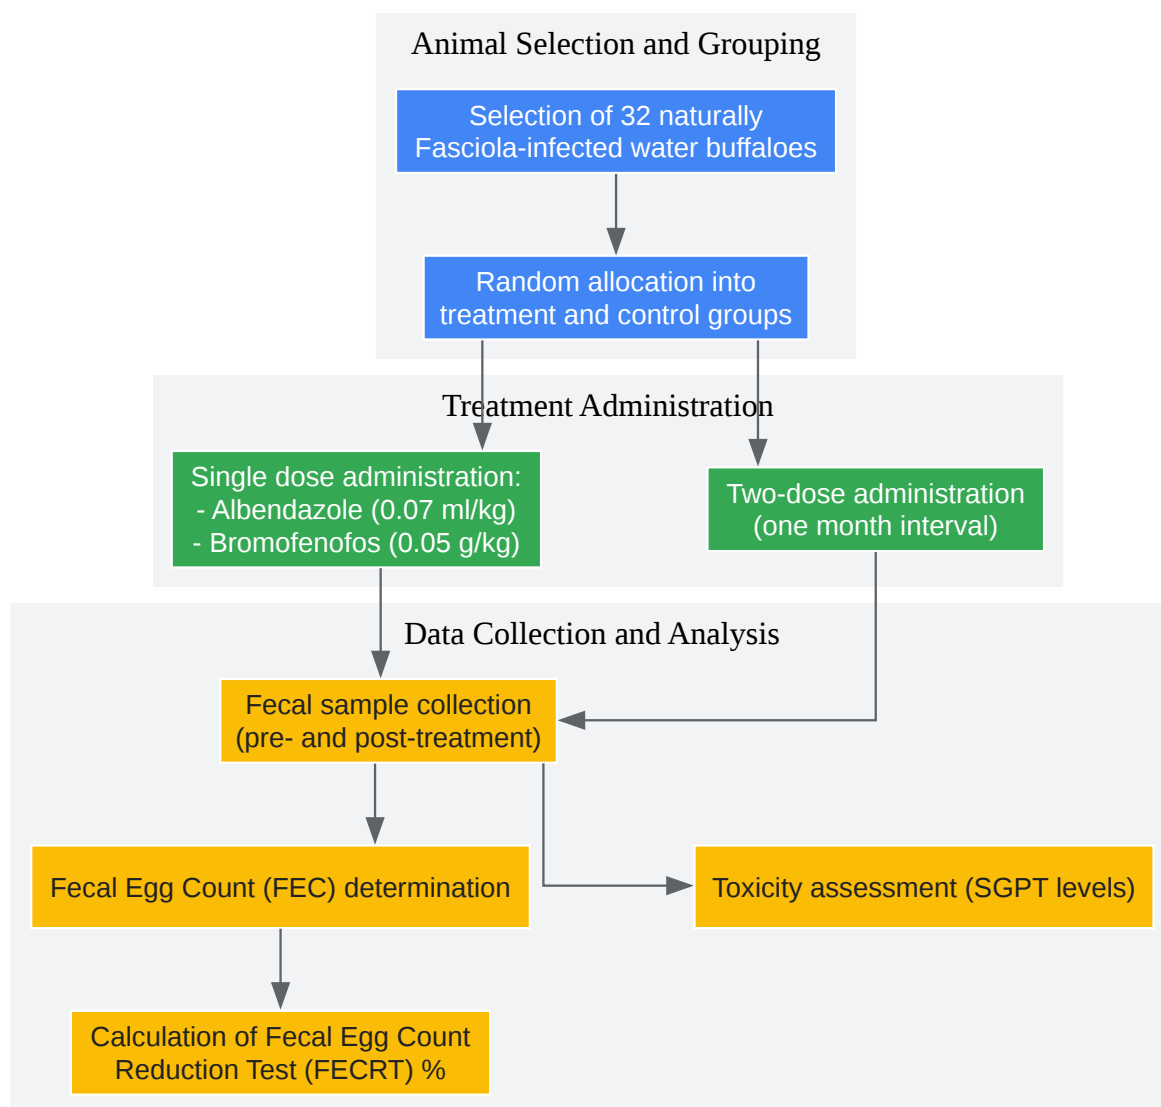 Animal Selection and Grouping
Selection of 32 naturally
Fasciola-infected water buffaloes
Random allocation into
treatment and control groups
Treatment Administration
Single dose administration:
- Albendazole (0.07 ml/kg)
- Bromofenofos (0.05 g/kg)
Two-dose administration
(one month interval)
Data Collection and Analysis
Fecal sample collection
(pre- and post-treatment)
Fecal Egg Count (FEC) determination
Toxicity assessment (SGPT levels)
Calculation of Fecal Egg Count
Reduction Test (FECRT) %